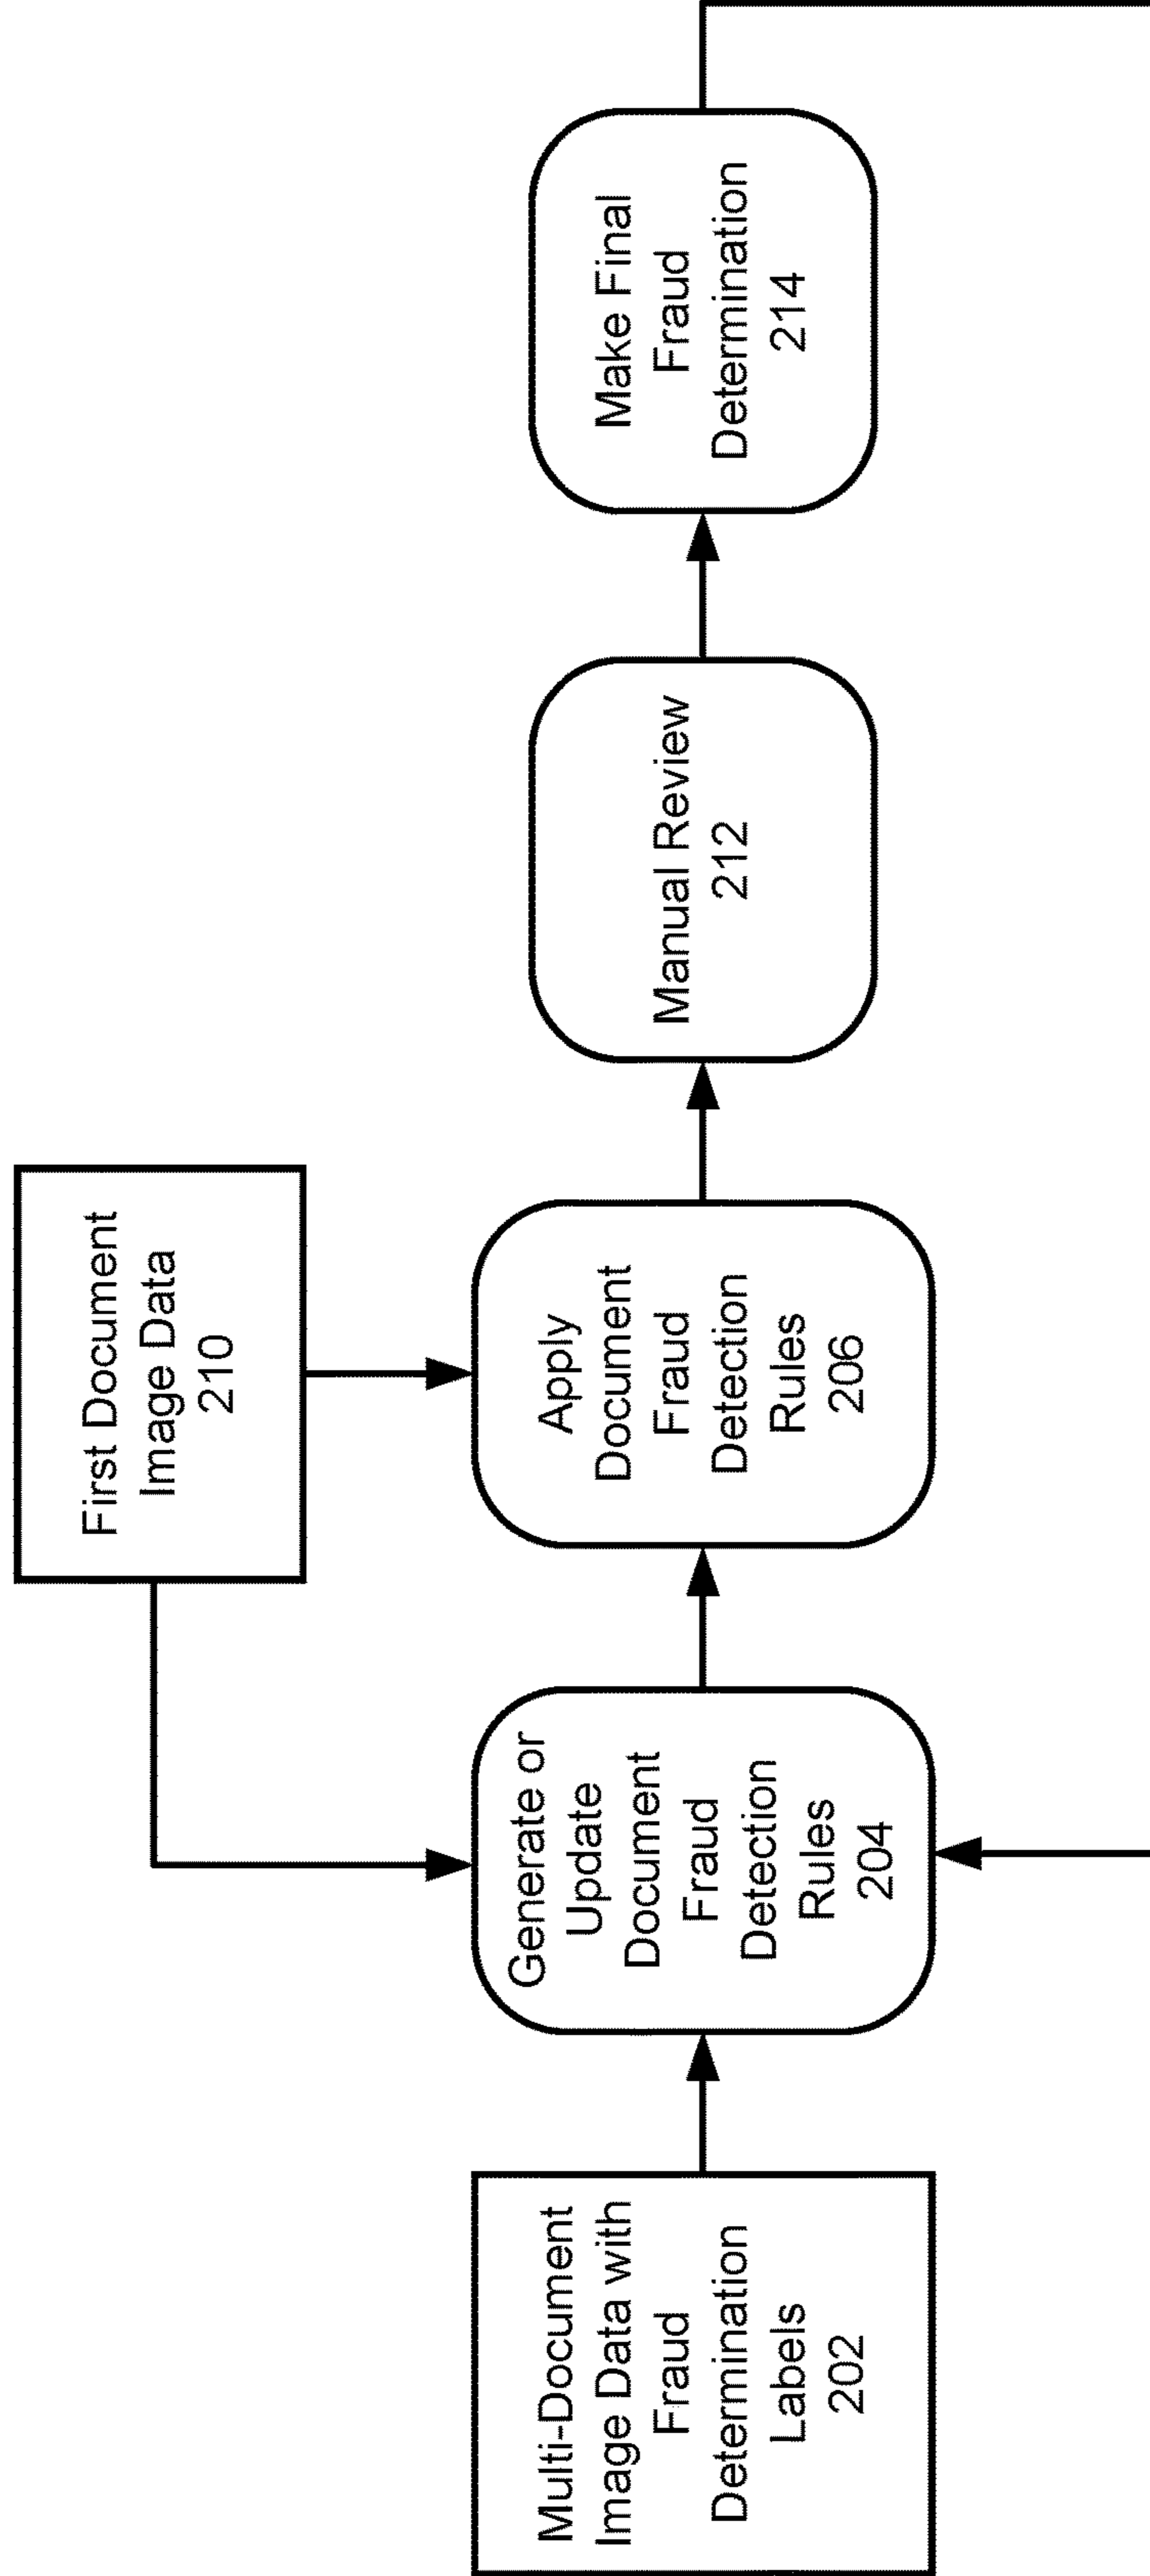 First Document
Image Data
210
Multi-Document
Image Data with
Fraud
Determination
Labels
202
Generate or
Update
Document
Fraud
Detection
Rules
204
Apply
Document
Fraud
Detection
Rules
206
Manual Review
212
Make Final
Fraud
Determination
214